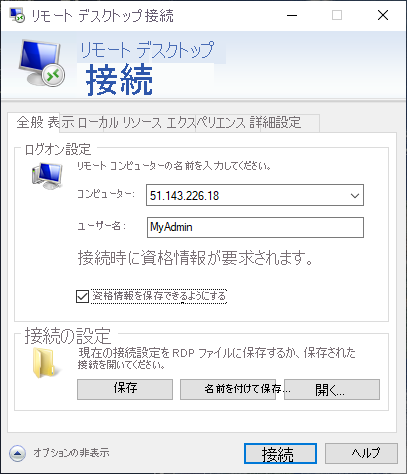 リモート デスクトップ接続
リモート デスクトップ
接続
全般 表示 ローカル リソース エクスペリエンス 詳細設定
ログオン設定
リモート コンピューターの名前を入力してください。
コンピューター:
51.143.226.18
ユーザー名:
MyAdmin
接続時に資格情報が要求されます。
資格情報を保存できるようにする
接続の設定
現在の接続設定を RDP ファイルに保存するか、保存された
接続を開いてください。
保存
名前を付けて保存...
開く...
オプションの非表示
接続
ヘルプ